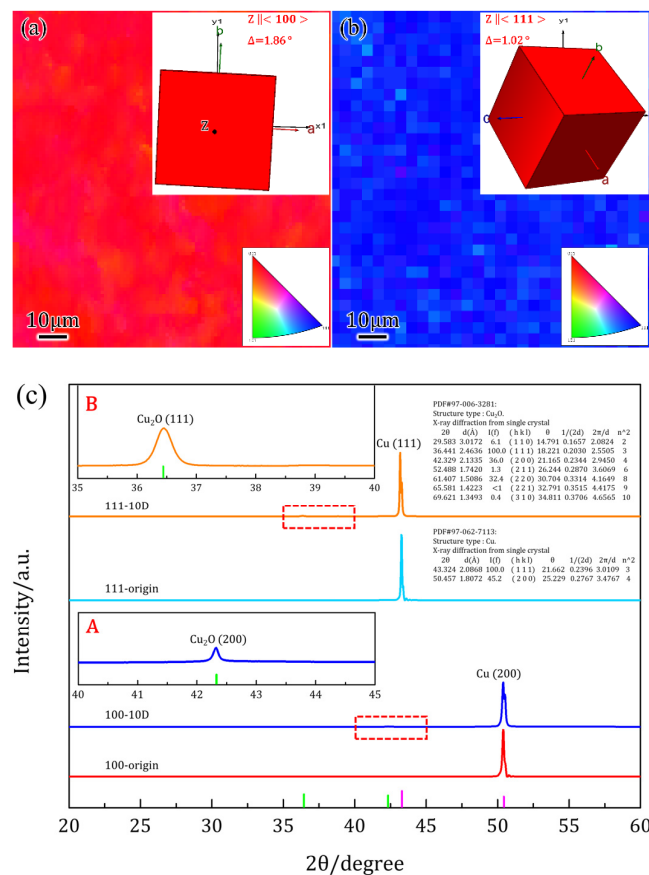 (a)
Z ∥< 100 >
Δ=1.86°
y1
b
Z
a
x1
10μm
(b)
Z ∥< 111 >
Δ=1.02°
y1
b
c
a
10μm
(c)
B
Cu₂O (111)
35 36 37 38 39 40
111-10D
Cu (111)
PDF#97-006-3281:
Structure type : Cu₂O.
X-ray diffraction from single crystal
2θ d(Å) I(f) (h k l) θ 1/(2d) 2π/d n^2
29.583 3.0172 6.1 (1 1 0) 14.791 0.1657 2.0824 2
36.441 2.4636 100.0 (1 1 1) 18.221 0.2030 2.5505 3
42.329 2.1335 36.0 (2 0 0) 21.165 0.2344 2.9450 4
52.488 1.7420 1.3 (2 1 1) 26.244 0.2870 3.6069 6
61.407 1.5086 32.4 (2 2 0) 30.704 0.3314 4.1649 8
65.581 1.4223 <1 (2 2 1) 32.791 0.3515 4.4175 9
69.621 1.3493 0.4 (3 1 0) 34.811 0.3706 4.6565 10
PDF#97-062-7113:
Structure type : Cu.
X-ray diffraction from single crystal
2θ d(Å) I(f) (h k l) θ 1/(2d) 2π/d n^2
43.324 2.0868 100.0 (1 1 1) 21.662 0.2396 3.0109 3
50.457 1.8072 45.2 (2 0 0) 25.229 0.2767 3.4767 4
111-origin
A
Cu₂O (200)
40 41 42 43 44 45
100-10D
Cu (200)
100-origin
Intensity/a.u.
20 25 30 35 40 45 50 55 60
2θ/degree